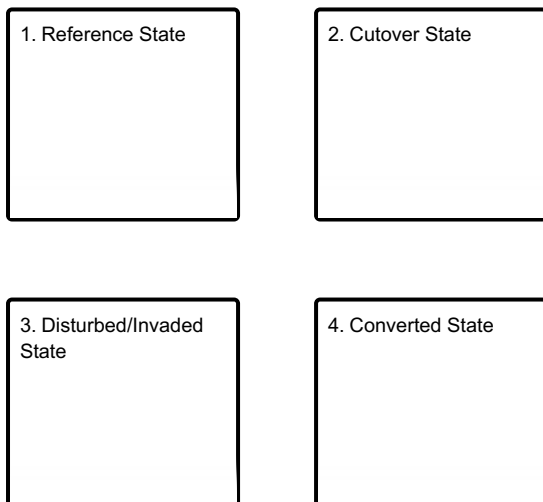 1. Reference State
2. Cutover State
3. Disturbed/Invaded
State
4. Converted State